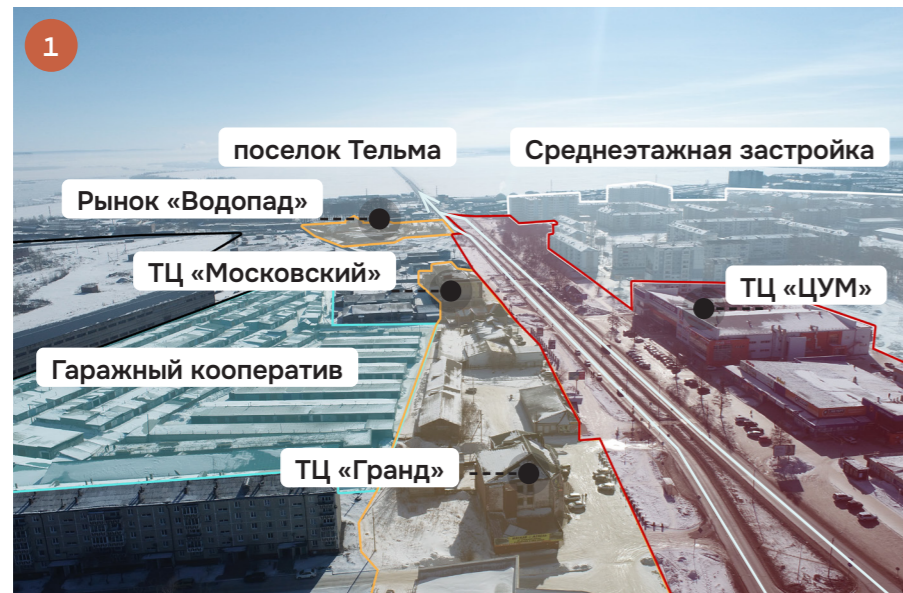 1
поселок Тельма
Среднеэтажная застройка
Рынок «Водопад»
ТЦ «Московский»
ТЦ «ЦУМ»
Гаражный кооператив
ТЦ «Гранд»